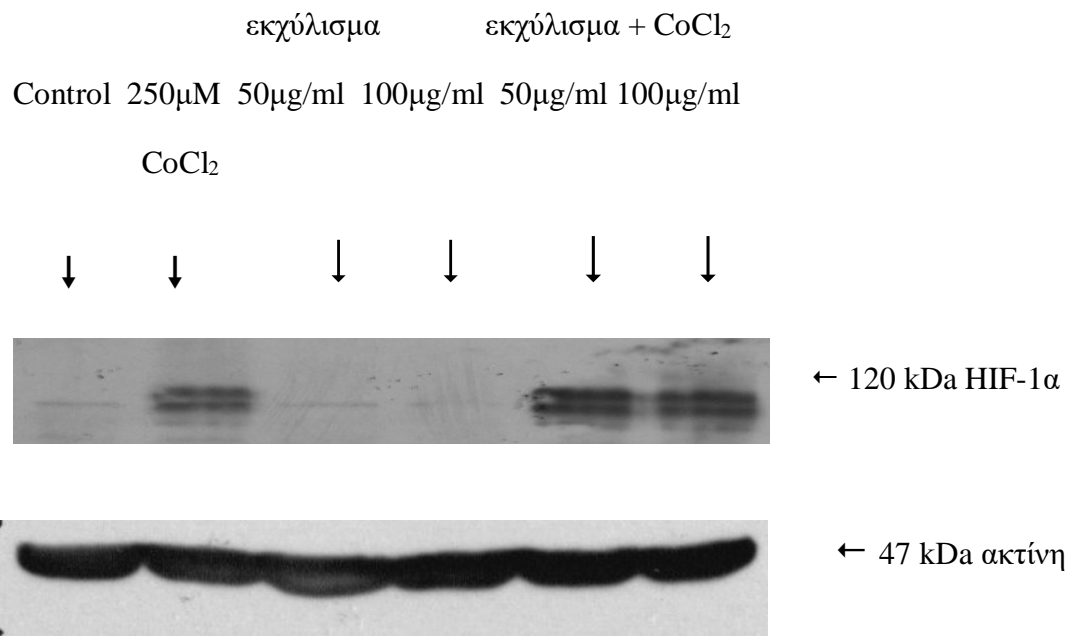 εκχύλισμα εκχύλισμα + CoCl₂
Control 250μM 50μg/ml 100μg/ml 50μg/ml 100μg/ml
CoCl₂
← 120 kDa HIF-1α
← 47 kDa ακτίνη